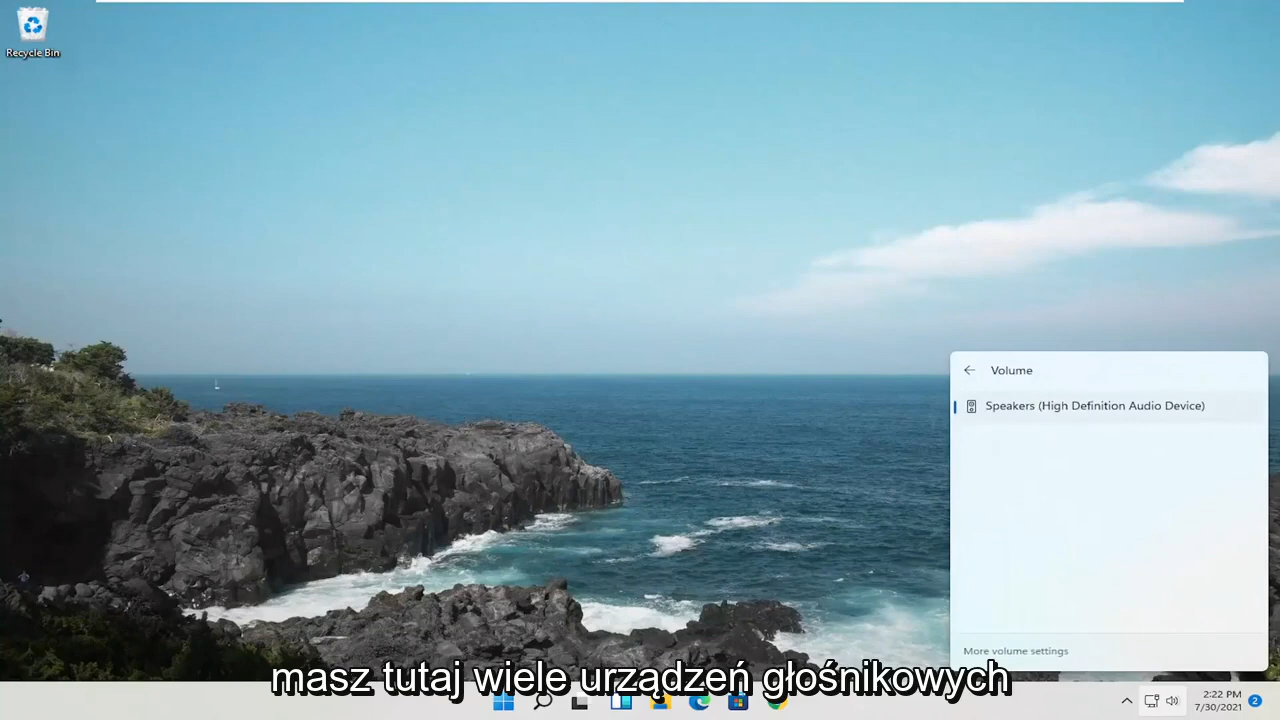 Recycle Bin
Volume
Speakers (High Definition Audio Device)
More volume settings
masz tutaj wiele urządzeń głośnikowych
2:22 PM
7/30/2021
2